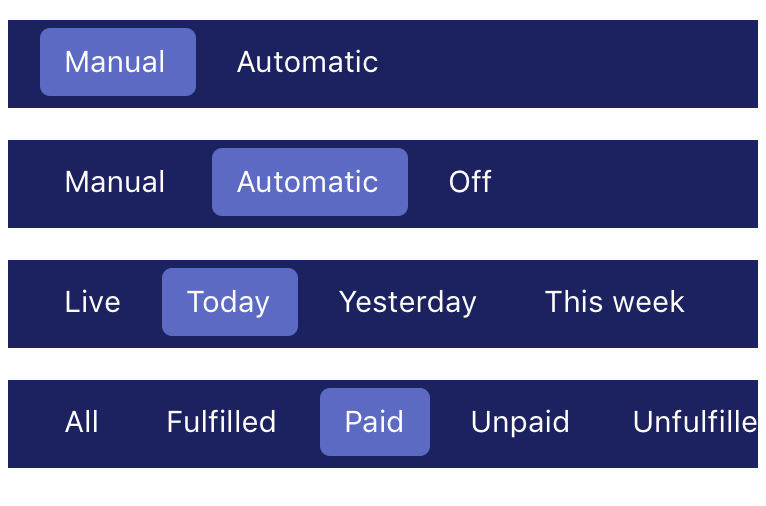 Manual Automatic
Manual Automatic Off
Live Today Yesterday This week
All Fulfilled Paid Unpaid Unfulfille